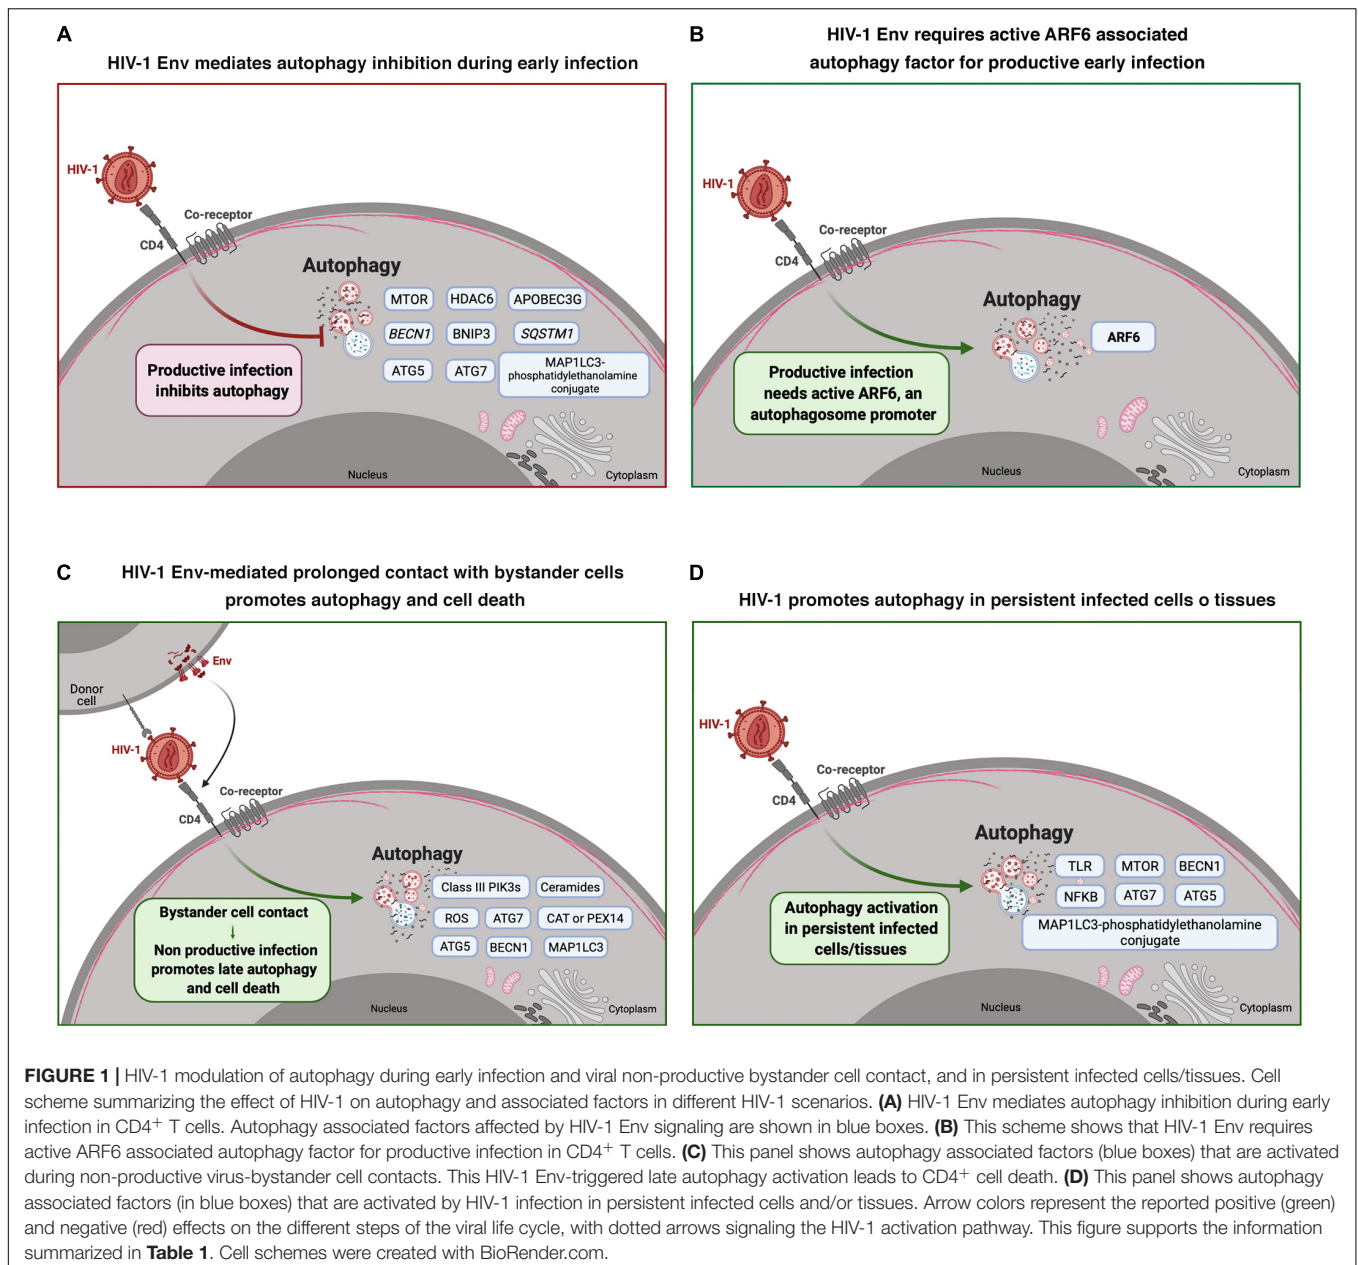 A
HIV-1 Env mediates autophagy inhibition during early infection
HIV-1
Co-receptor
CD4
Autophagy
MTOR
HDAC6
APOBEC3G
BECN1
BNIP3
SQSTM1
ATG5
ATG7
MAP1LC3-
phosphatidylethanolamine
conjugate
Productive infection
inhibits autophagy
Nucleus
Cytoplasm
B
HIV-1 Env requires active ARF6 associated
autophagy factor for productive early infection
HIV-1
Co-receptor
CD4
Autophagy
ARF6
Productive infection
needs active ARF6, an
autophagosome promoter
Nucleus
Cytoplasm
C
HIV-1 Env-mediated prolonged contact with bystander cells
promotes autophagy and cell death
Env
Donor
cell
HIV-1
Co-receptor
CD4
Autophagy
Class III PIK3s
Ceramides
ROS
ATG7
CAT or PEX14
ATG5
BECN1
MAP1LC3
Bystander cell contact
Non productive infection
promotes late autophagy
and cell death
Nucleus
Cytoplasm
D
HIV-1 promotes autophagy in persistent infected cells o tissues
HIV-1
Co-receptor
CD4
Autophagy
TLR
MTOR
BECN1
NFKB
ATG7
ATG5
MAP1LC3-phosphatidylethanolamine
conjugate
Autophagy activation
in persistent infected
cells/tissues
Nucleus
Cytoplasm
FIGURE 1 | HIV-1 modulation of autophagy during early infection and viral non-productive bystander cell contact, and in persistent infected cells/tissues. Cell
scheme summarizing the effect of HIV-1 on autophagy and associated factors in different HIV-1 scenarios. (A) HIV-1 Env mediates autophagy inhibition during early
infection in CD4+ T cells. Autophagy associated factors affected by HIV-1 Env signaling are shown in blue boxes. (B) This scheme shows that HIV-1 Env requires
active ARF6 associated autophagy factor for productive infection in CD4+ T cells. (C) This panel shows autophagy associated factors (blue boxes) that are activated
during non-productive virus-bystander cell contacts. This HIV-1 Env-triggered late autophagy activation leads to CD4+ cell death. (D) This panel shows autophagy
associated factors (in blue boxes) that are activated by HIV-1 infection in persistent infected cells and/or tissues. Arrow colors represent the reported positive (green)
and negative (red) effects on the different steps of the viral life cycle, with dotted arrows signaling the HIV-1 activation pathway. This figure supports the information
summarized in Table 1. Cell schemes were created with BioRender.com.